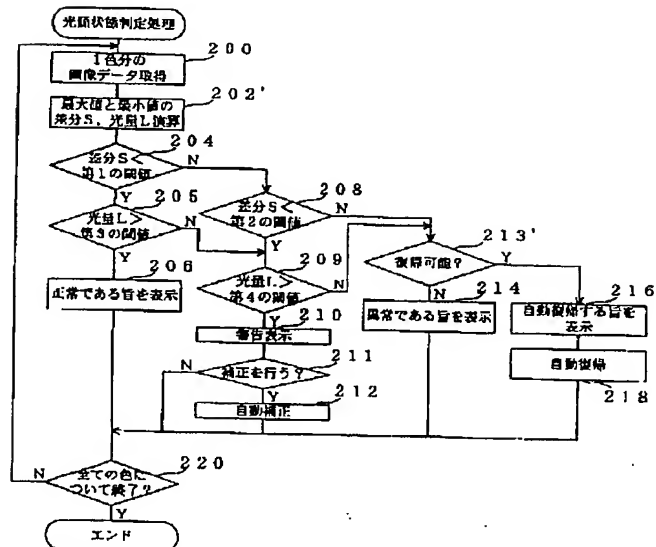 光源状態判定処理
200
1色分の
画像データ取得
202'
最大値と最小値の
差分S、光量L演算
204
差分S<
第1の閾値
N
Y
205
光量L>
第3の閾値
N
Y
206
正常である旨を表示
208
差分S<
第2の閾値
N
Y
209
光量L>
第4の閾値
210
警告表示
211
補正を行う?
N
Y
212
自動補正
213'
復帰可能?
Y
N
214
異常である旨を表示
216
自動復帰する旨を
表示
自動復帰
218
220
全ての色に
ついて終了?
N
Y
エンド